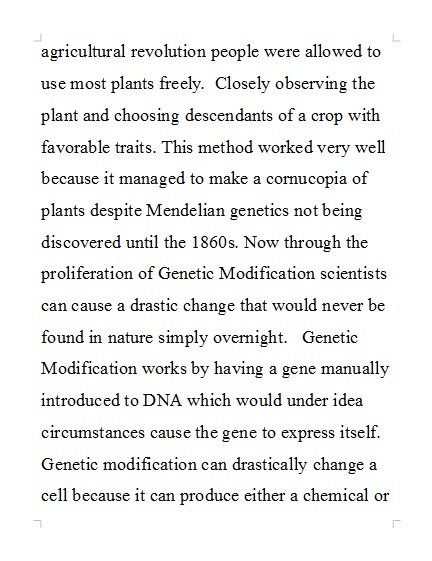 agricultural revolution people were allowed to
use most plants freely.  Closely observing the
plant and choosing descendants of a crop with
favorable traits. This method worked very well
because it managed to make a cornucopia of
plants despite Mendelian genetics not being
discovered until the 1860s. Now through the
proliferation of Genetic Modification scientists
can cause a drastic change that would never be
found in nature simply overnight.   Genetic
Modification works by having a gene manually
introduced to DNA which would under idea
circumstances cause the gene to express itself.
Genetic modification can drastically change a
cell because it can produce either a chemical or